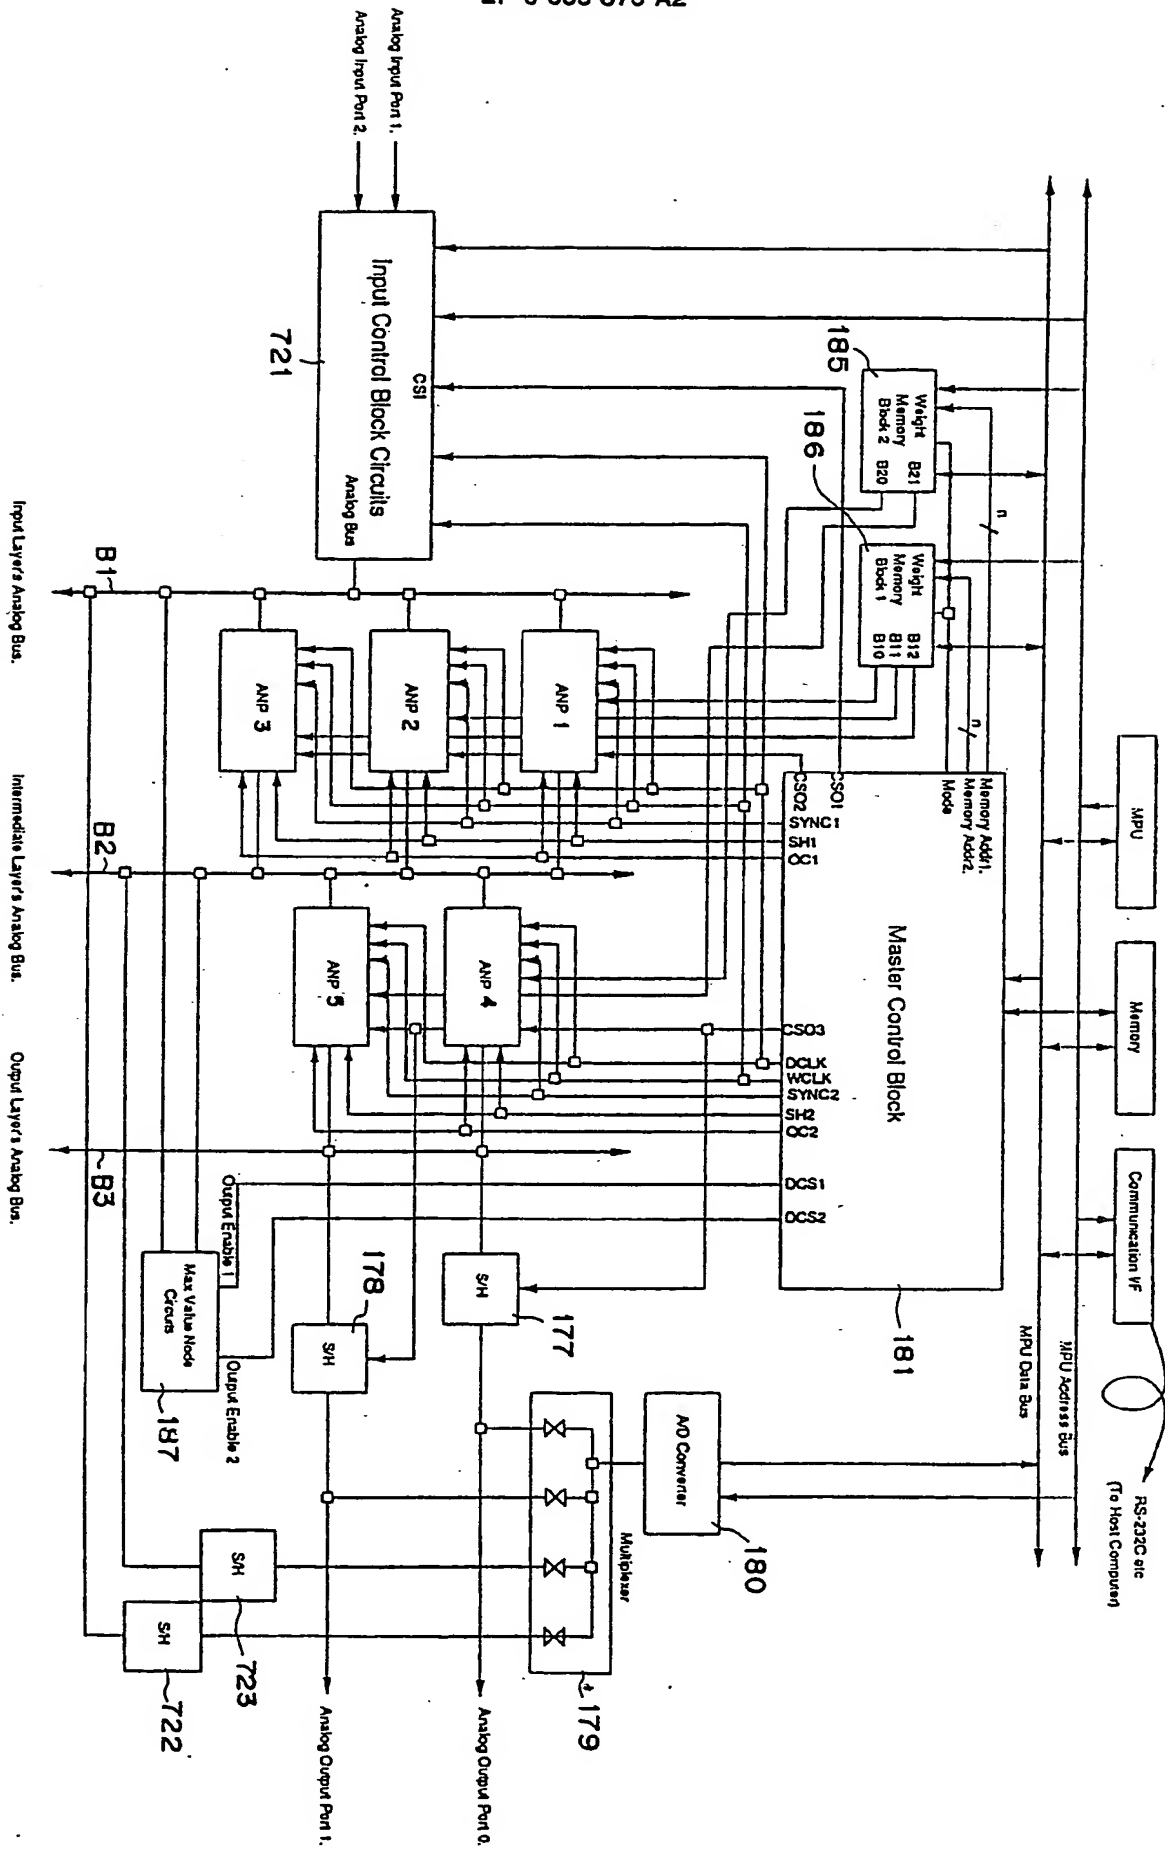 Analog Input Port 1.
Analog Input Port 2.
Input Control Block Circuits
CSI
Analog Bus
721
185
Weight
Memory
Block 2
B21
B20
186
Weight
Memory
Block 1
B12
B11
B10
n
n
MPU
Memory
Communication I/F
RS-232C etc
(To Host Computer)
MPU Data Bus
MPU Address Bus
Master Control Block
181
Memory Addr1.
Memory Addr2.
Mode
CSO1
CSO2
SYNC1
SH1
OC1
CSO3
DCLK
WCLK
SYNC2
SH2
OC2
DCS1
DCS2
ANP 1
ANP 2
ANP 3
ANP 4
ANP 5
B1
B2
B3
Input Layer's Analog Bus.
Intermediate Layer's Analog Bus.
Output Layer's Analog Bus.
Output Enable 1
Output Enable 2
Max Value Node
Circuits
187
S/H
177
S/H
178
A/D Converter
180
Multiplexer
179
S/H
723
S/H
722
Analog Output Port 0.
Analog Output Port 1.